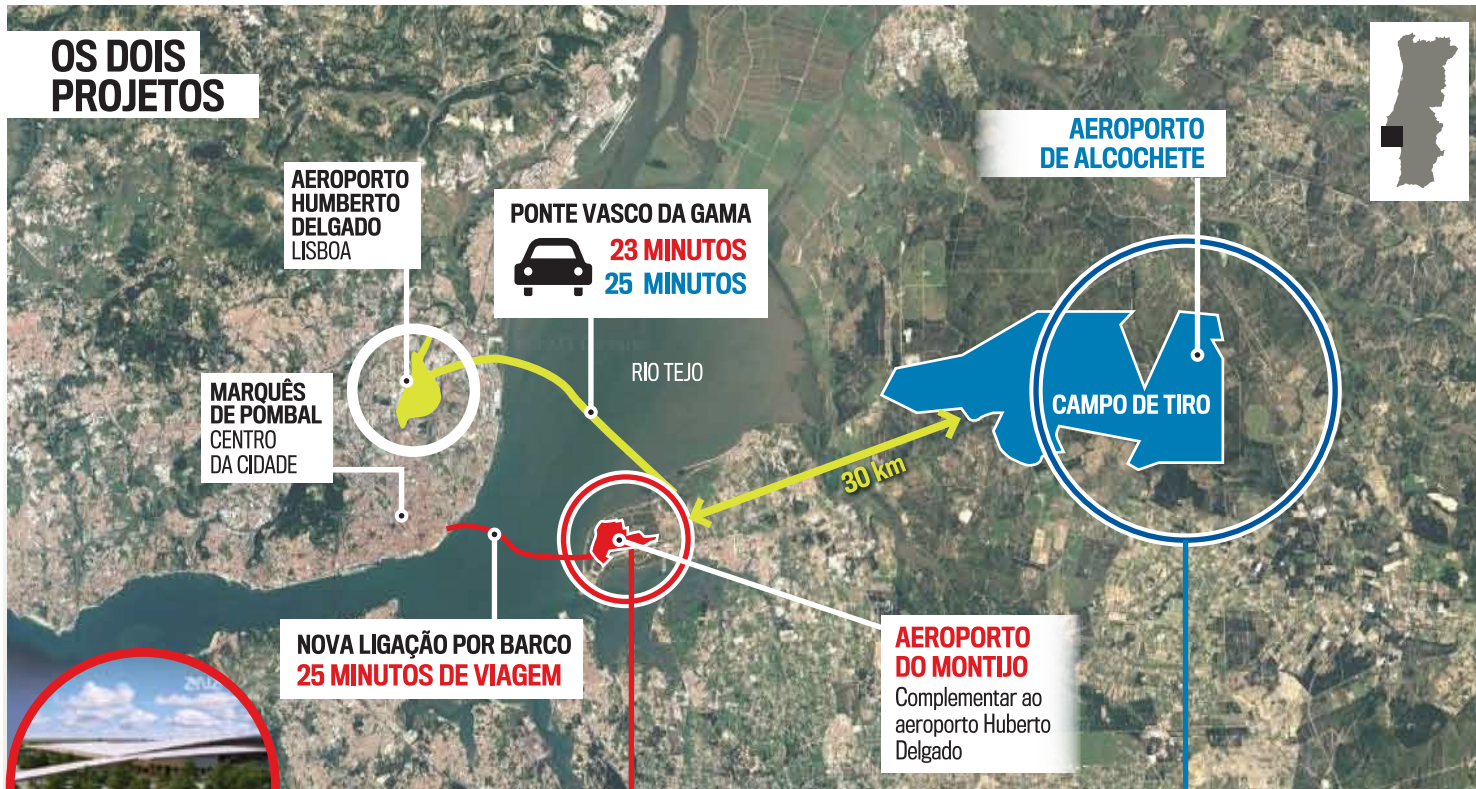 OS DOIS
PROJETOS
AEROPORTO
HUMBERTO
DELGADO
LISBOA
PONTE VASCO DA GAMA
23 MINUTOS
25 MINUTOS
AEROPORTO
DE ALCOCHETE
MARQUÊS
DE POMBAL
CENTRO
DA CIDADE
RIO TEJO
CAMPO DE TIRO
30 km
NOVA LIGAÇÃO POR BARCO
25 MINUTOS DE VIAGEM
AEROPORTO
DO MONTIJO
Complementar ao
aeroporto Huberto
Delgado